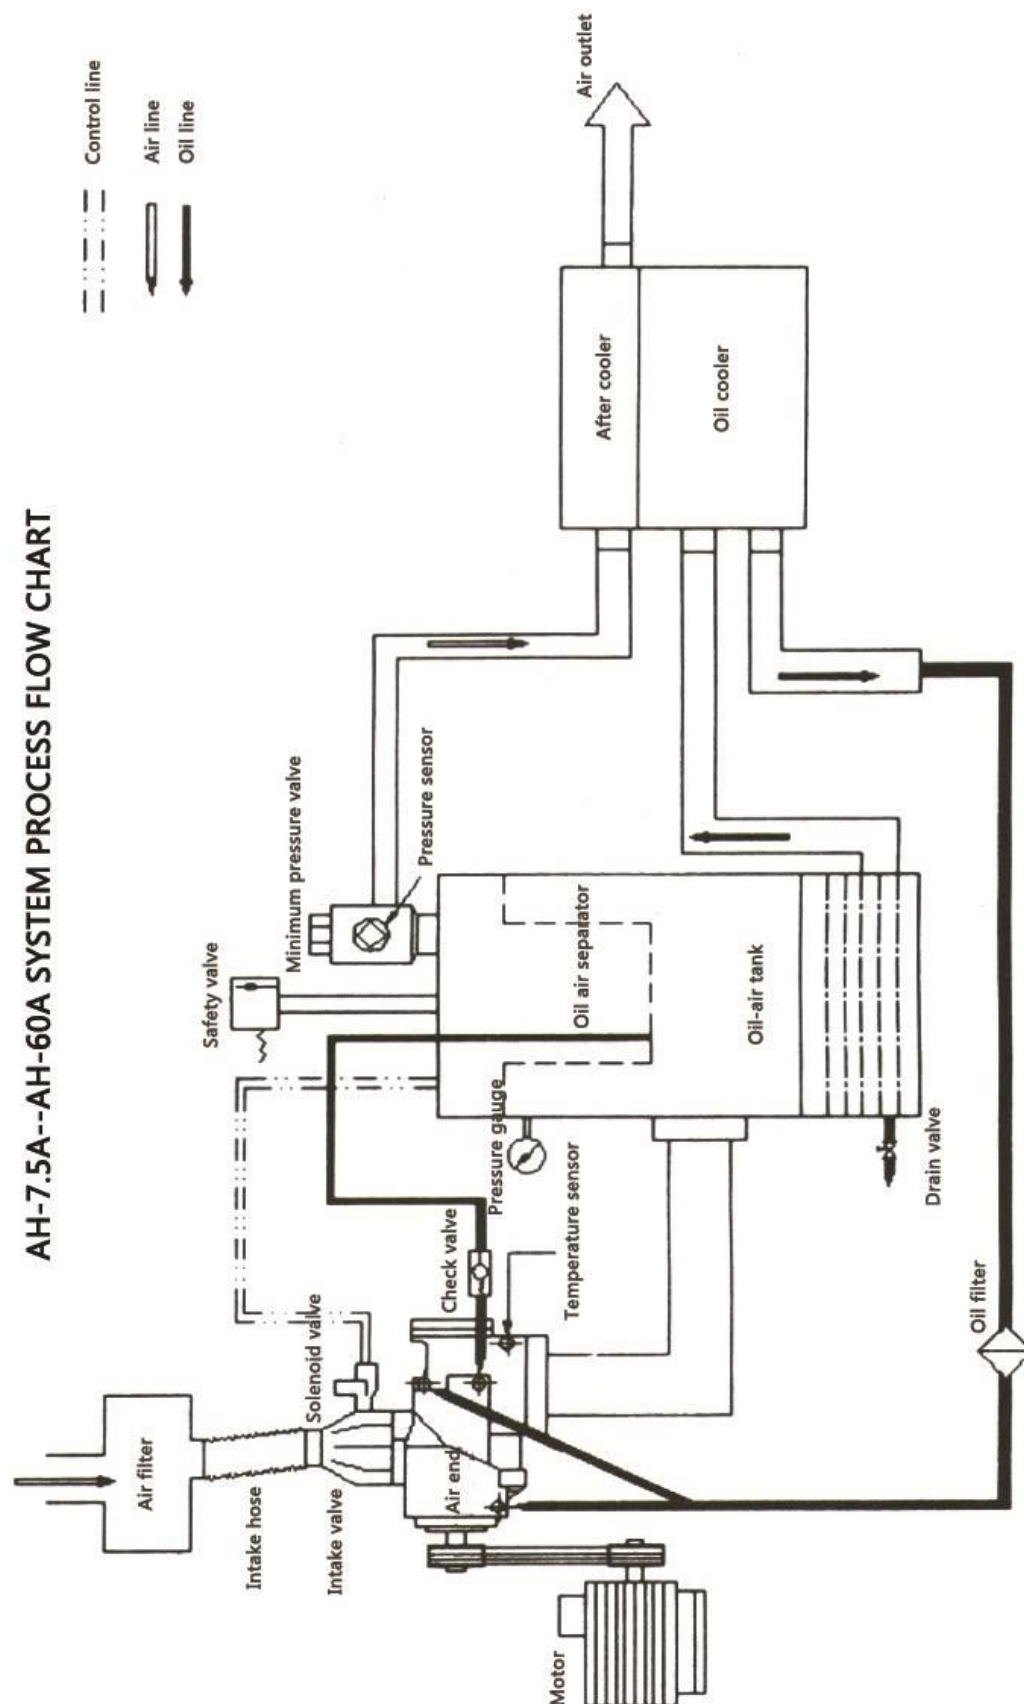 AH-7.5A--AH-60A SYSTEM PROCESS FLOW CHART
Control line
Air line
Oil line
Air outlet
After cooler
Oil cooler
Minimum pressure valve
Pressure sensor
Safety valve
Oil air separator
Oil-air tank
Pressure gauge
Temperature sensor
Check valve
Drain valve
Oil filter
Solenoid valve
Air filter
Intake hose
Intake valve
Air end
Motor